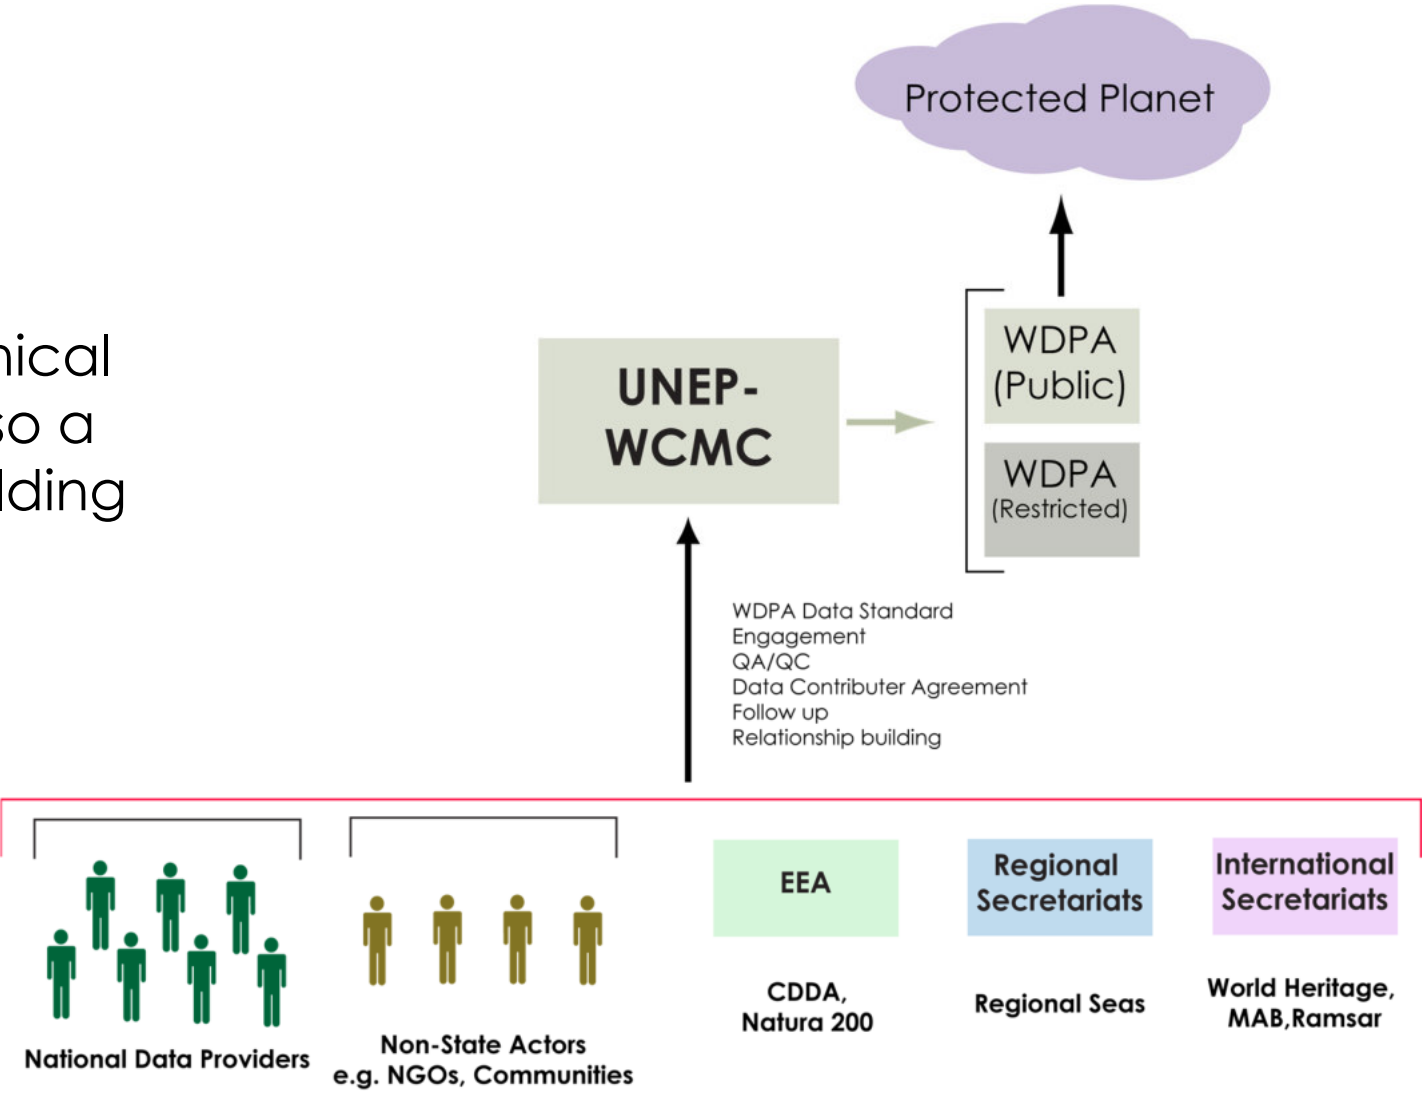 Protected Planet
nical
so a
lding
UNEP-
WCMC
WDPA
(Public)
WDPA
(Restricted)
WDPA Data Standard
Engagement
QA/QC
Data Contributer Agreement
Follow up
Relationship building
National Data Providers
Non-State Actors
e.g. NGOs, Communities
EEA
CDDA,
Natura 200
Regional
Secretariats
Regional Seas
International
Secretariats
World Heritage,
MAB,Ramsar